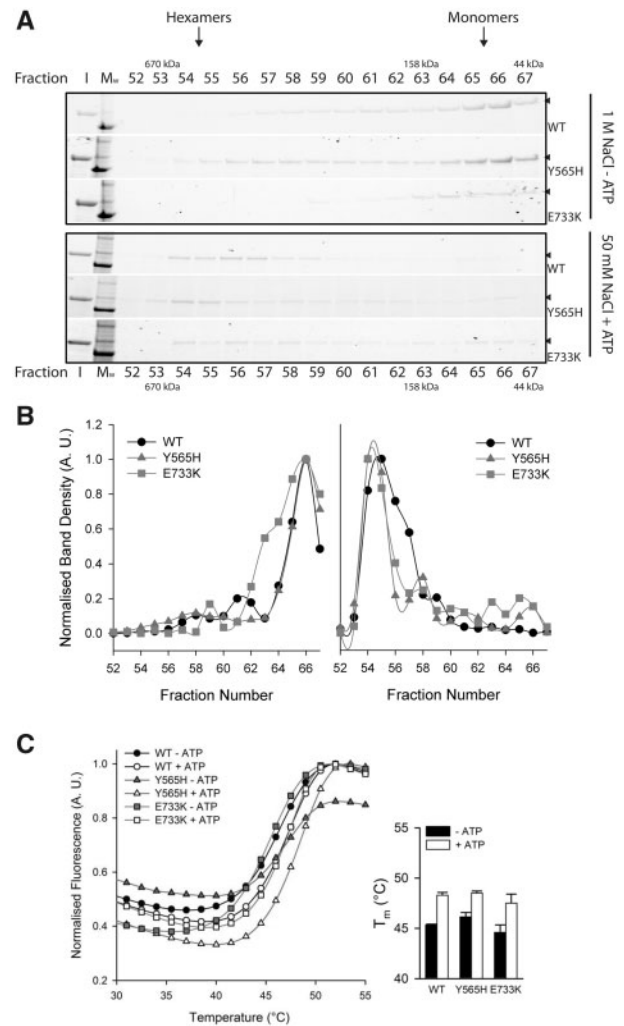 A
Hexamers Monomers
670 kDa 158 kDa 44 kDa
Fraction I Mw 52 53 54 55 56 57 58 59 60 61 62 63 64 65 66 67
WT
Y565H
E733K
1 M NaCl - ATP
WT
Y565H
E733K
50 mM NaCl + ATP
Fraction I Mw 52 53 54 55 56 57 58 59 60 61 62 63 64 65 66 67
670 kDa 158 kDa 44 kDa
B
Normalised Band Density (A. U.)
1.2
1.0
0.8
0.6
0.4
0.2
0.0
WT
Y565H
E733K
52 54 56 58 60 62 64 66
Fraction Number
WT
Y565H
E733K
52 54 56 58 60 62 64 66
Fraction Number
C
Normalised Fluorescence (A. U.)
1.0
0.8
0.6
0.4
0.2
WT - ATP
WT + ATP
Y565H - ATP
Y565H + ATP
E733K - ATP
E733K + ATP
30 35 40 45 50 55
Temperature (°C)
Tm (°C)
55
50
45
40
- ATP
+ ATP
WT Y565H E733K